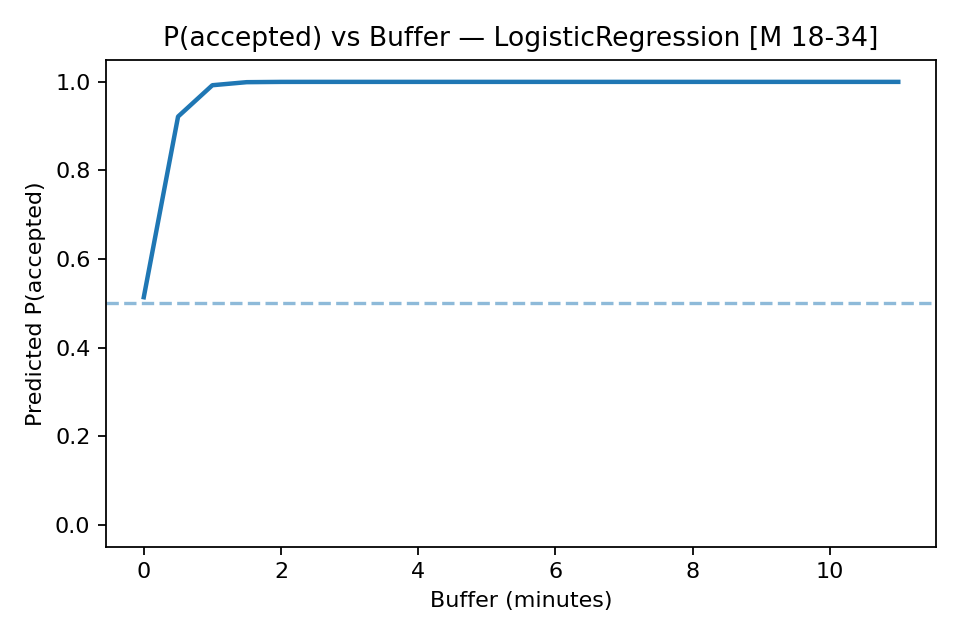 P(accepted) vs Buffer — LogisticRegression [M 18-34]
Predicted P(accepted)
1.0
0.8
0.6
0.4
0.2
0.0
0 2 4 6 8 10
Buffer (minutes)